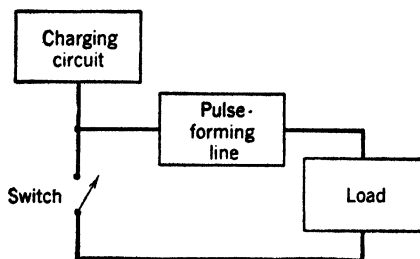 Charging
circuit
Pulse-
forming
line
Switch
Load